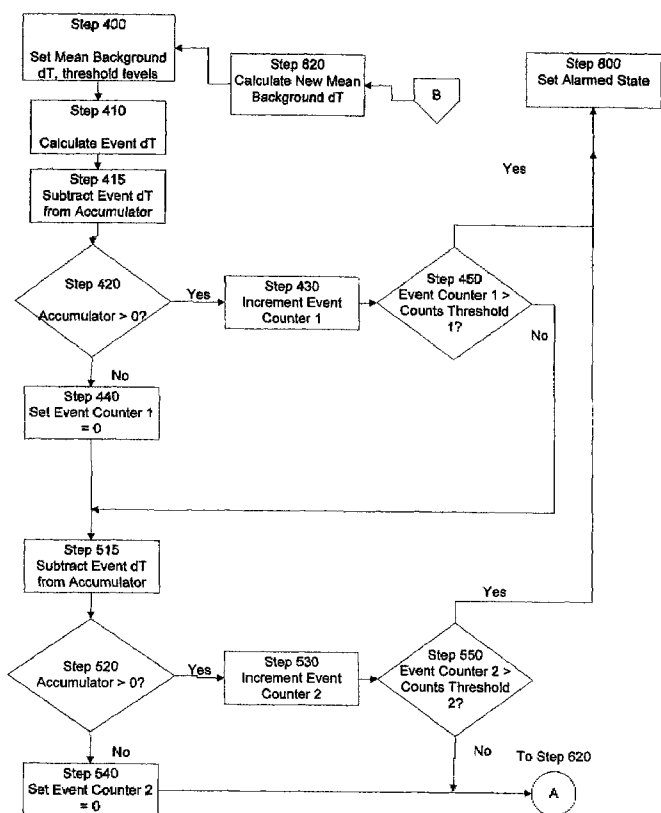 Step 400
Set Mean Background
dT, threshold levels
Step 620
Calculate New Mean
Background dT
B
Step 600
Set Alarmed State
Step 410
Calculate Event dT
Step 415
Subtract Event dT
from Accumulator
Yes
Step 420
Accumulator > 0?
Yes
Step 430
Increment Event
Counter 1
Step 450
Event Counter 1 >
Counts Threshold
1?
No
No
Step 440
Set Event Counter 1
= 0
Step 515
Subtract Event dT
from Accumulator
Yes
Step 520
Accumulator > 0?
Yes
Step 530
Increment Event
Counter 2
Step 550
Event Counter 2 >
Counts Threshold
2?
No
No
To Step 620
Step 540
Set Event Counter 2
= 0
A